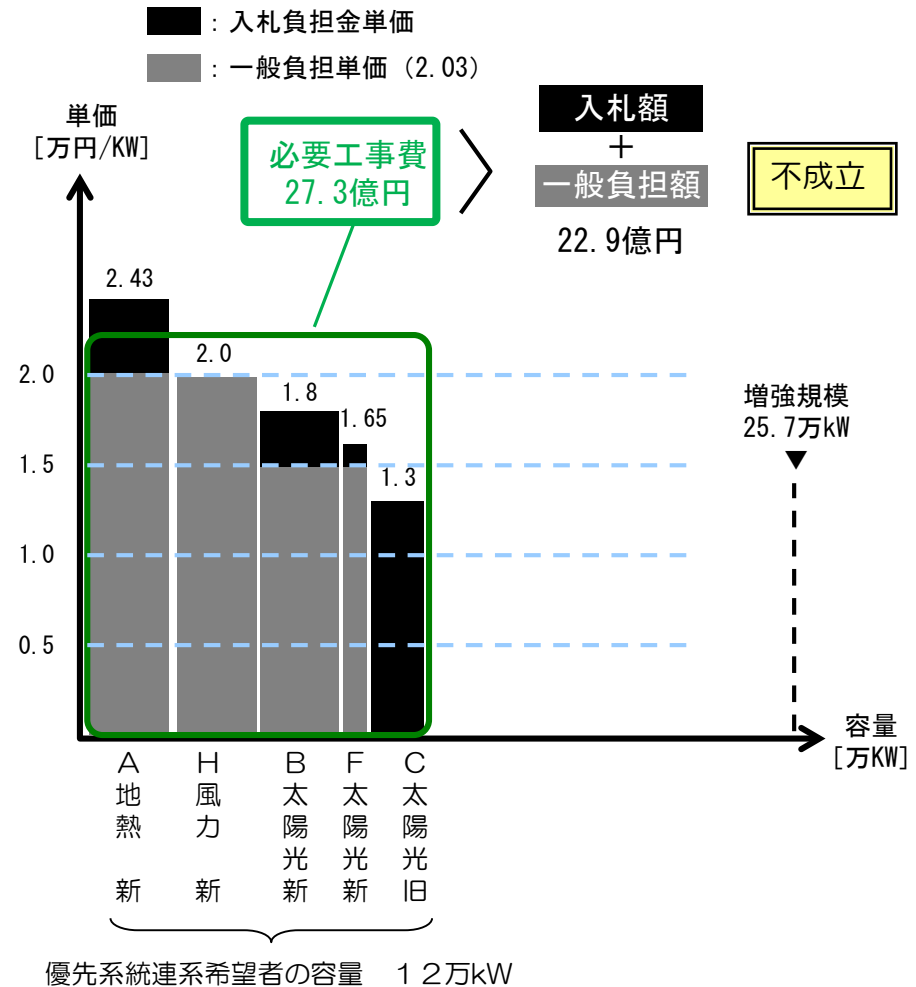 ：入札負担金単価
：一般負担単価（2.03）
単価
[万円/KW]
必要工事費
27.3億円
入札額
＋
一般負担額
22.9億円
不成立
2.43
2.0
1.8
1.65
1.3
2.0
1.5
1.0
0.5
増強規模
25.7万kW
容量
[万KW]
A地熱　新
H風力　新
B太陽光新
F太陽光新
C太陽光旧
優先系統連系希望者の容量　１２万kW